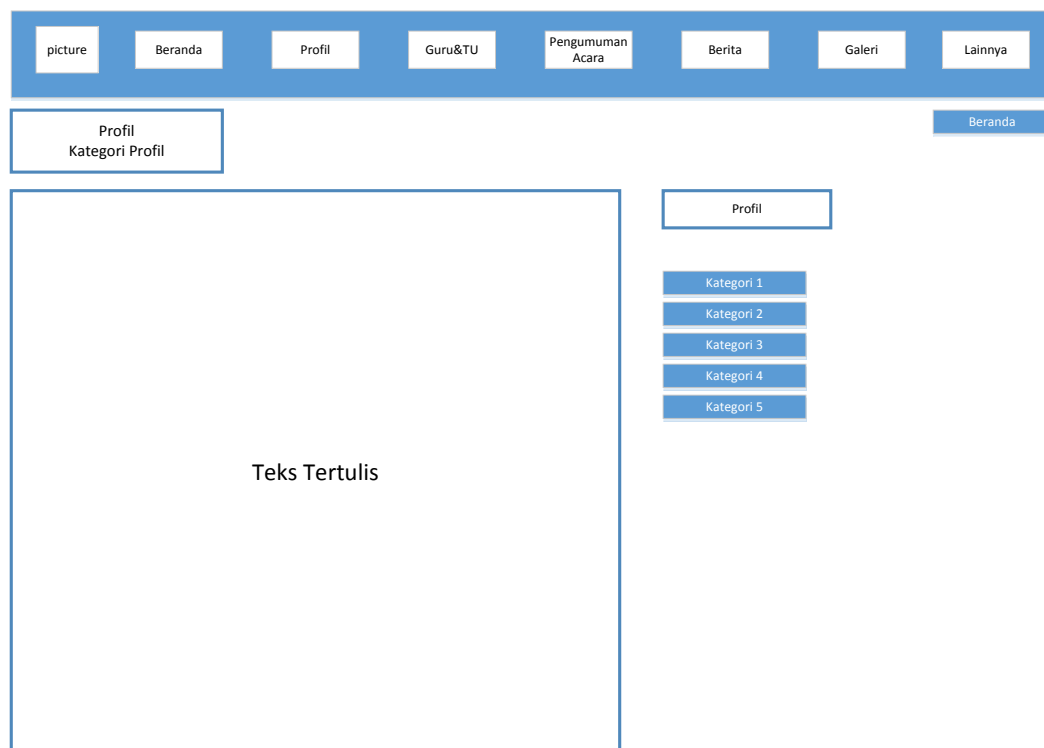 picture
Beranda
Profil
Guru&TU
Pengumuman
Acara
Berita
Galeri
Lainnya
Profil
Kategori Profil
Beranda
Profil
Kategori 1
Kategori 2
Kategori 3
Kategori 4
Kategori 5
Teks Tertulis